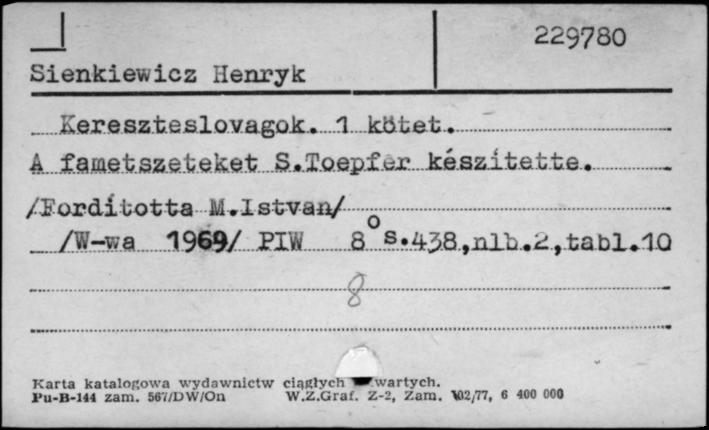 229780
Sienkiewicz Henryk
Kereszteslovagok. 1 kötet.
A fametszeteket S.Toepfer készítette.
/Fordította M.Istvan/
/W-wa 1969/ PIW 8° s.438,nlb.2,tabl.10
8
Karta katalogowa wydawnictw ciągłych wartych.
Pu-B-144 zam. 567/DW/On W.Z.Graf. Z-2, Zam. 102/77, 6 400 000